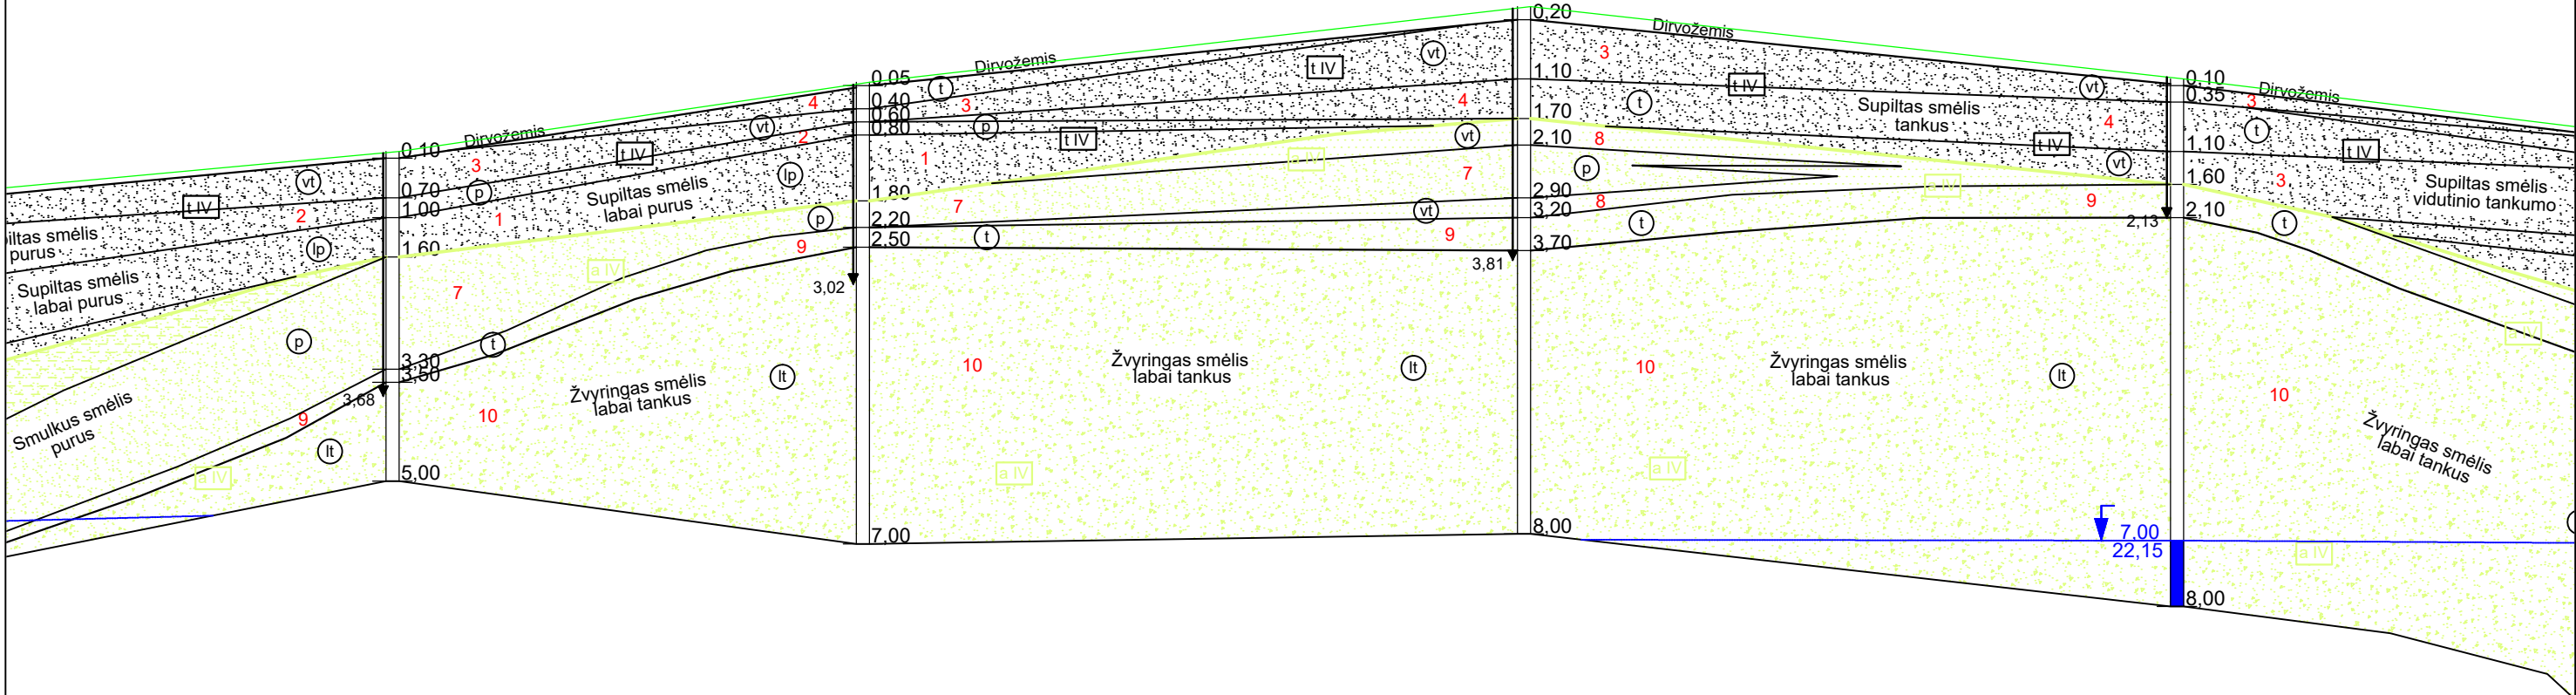 0,20
Dirvožemis
vt
3
t IV
Dirvožemis
0,05
t
0,40
4
3
0,60
0,80
p
vt
2
t IV
1,10
4
t
t IV
1,70
vt
2,10
8
Supiltas smėlis
tankus
vt
4
t IV
vt
0,10
0,35
Dirvožemis
3
t
1,10
t IV
1,60
3
Supiltas smėlis
vidutinio tankumo
2,10
t
2,13
Dirvožemis
0,10
3
t IV
0,70
p
1,00
1
Supiltas smėlis
labai purus
lp
1
1,80
p
7
2,20
t
2,50
9
3,02
a IV
7
p
2,90
8
3,20
vt
9
3,70
t
3,81
a IV
9
vt
t IV
2
iltas smėlis
purus
lp
1,60
Supiltas smėlis
labai purus
7
a IV
p
3,30
t
3,50
3,68
9
Smulkus smėlis
purus
lt
a IV
10
Žvyringas smėlis
labai tankus
lt
5,00
10
Žvyringas smėlis
labai tankus
lt
a IV
7,00
8,00
10
Žvyringas smėlis
labai tankus
lt
a IV
7,00
22,15
8,00
10
a IV
Žvyringas smėlis
labai tankus
a IV